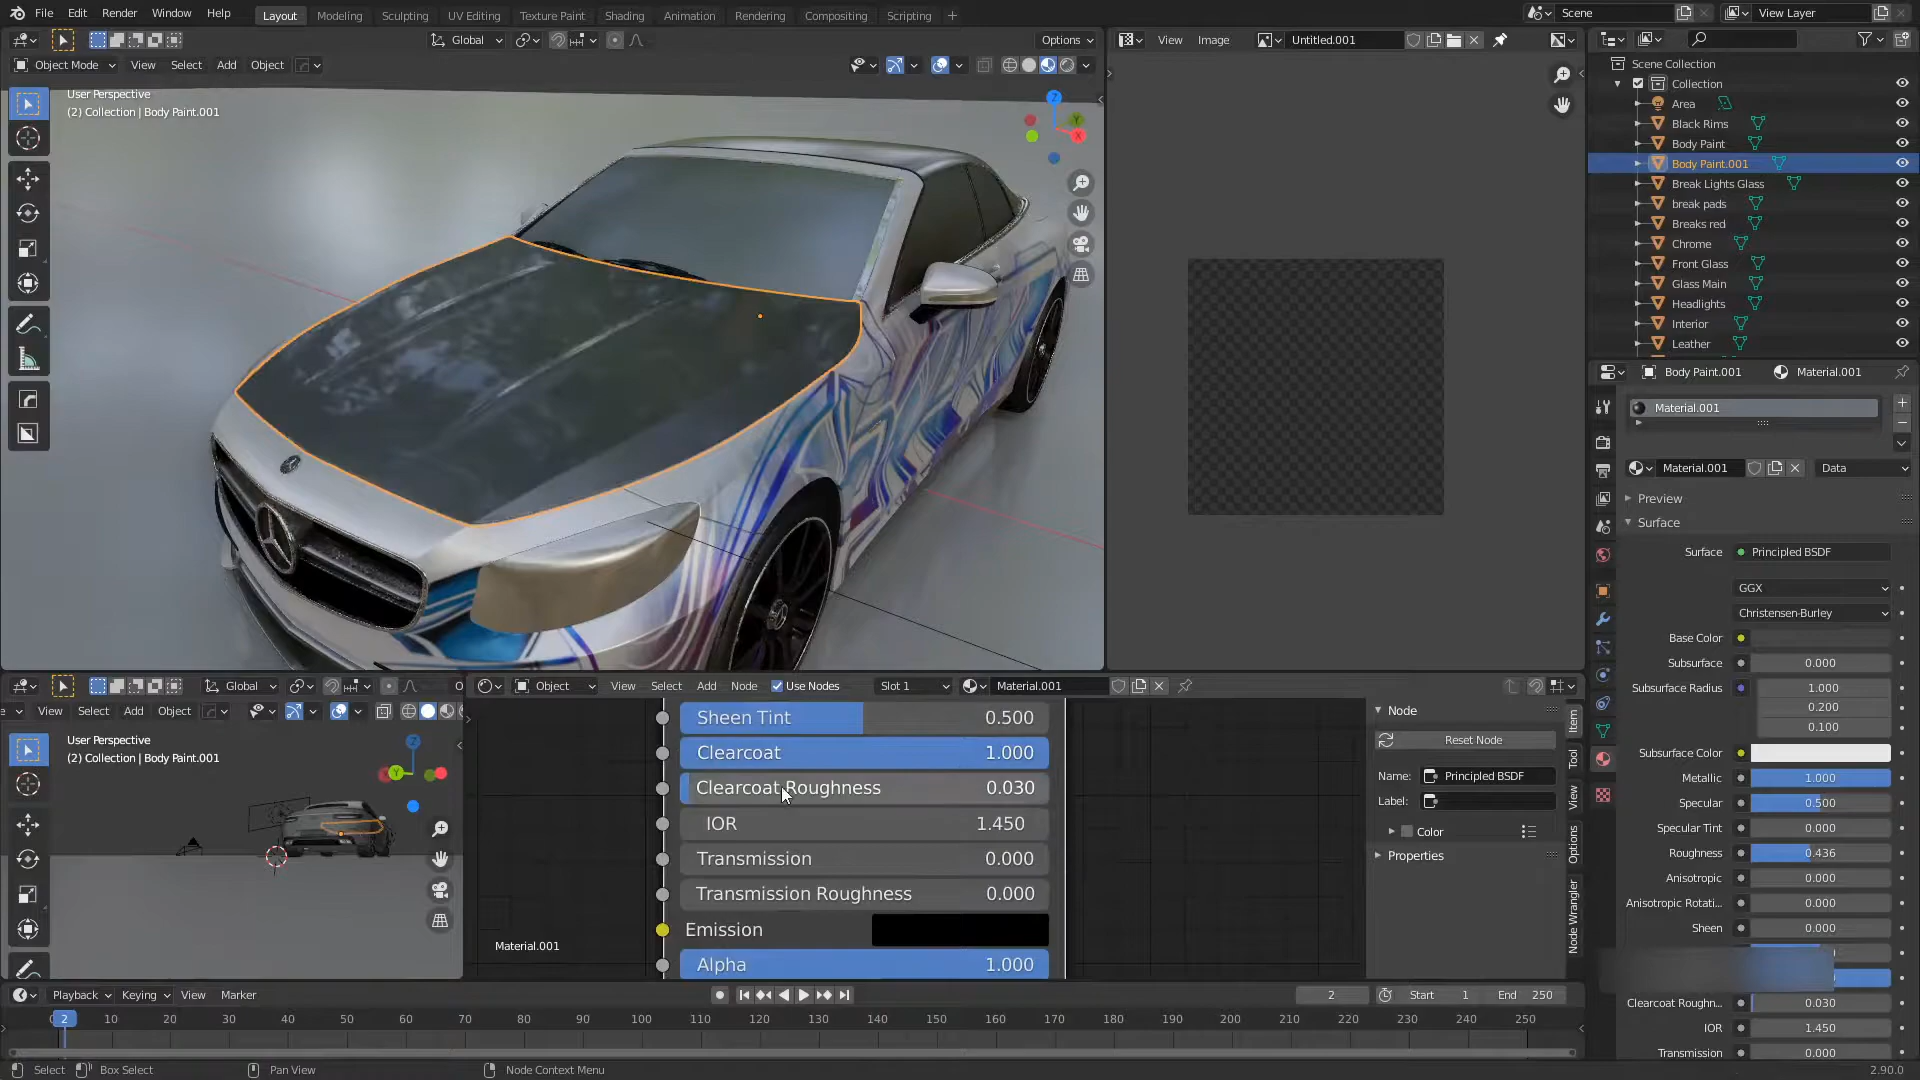 File Edit Render Window Help Layout Modeling Sculpting UV Editing Texture Paint Shading Animation Rendering Compositing Scripting + Scene View Layer
Global Options
View Image Untitled.001
Object Mode View Select Add Object
User Perspective
(2) Collection | Body Paint.001
Z
Y
X
Scene Collection
Collection
Area
Black Rims
Body Paint
Body Paint.001
Break Lights Glass
break pads
Breaks red
Chrome
Front Glass
Glass Main
Headlights
Interior
Leather
Body Paint.001 Material.001
Material.001
Material.001 Data
Preview
Surface
Surface Principled BSDF
GGX
Christensen-Burley
Base Color
Subsurface 0.000
Subsurface Radius 1.000
0.200
0.100
Subsurface Color
Metallic 1.000
Specular 0.500
Specular Tint 0.000
Roughness 0.436
Anisotropic 0.000
Anisotropic Rotati... 0.000
Sheen 0.000
Clearcoat Roughn... 0.030
IOR 1.450
Transmission 0.000
Global O
View Select Add Object
User Perspective
(2) Collection | Body Paint.001
Z
Y
Object View Select Add Node Use Nodes Slot 1 Material.001
Sheen Tint 0.500
Clearcoat 1.000
Clearcoat Roughness 0.030
IOR 1.450
Transmission 0.000
Transmission Roughness 0.000
Emission
Alpha 1.000
Material.001
Node
Reset Node
Name: Principled BSDF
Label:
Color
Properties
Item
Tool
View
Options
Node Wrangler
Playback Keying View Marker 2 Start 1 End 250
2 10 20 30 40 50 60 70 80 90 100 110 120 130 140 150 160 170 180 190 200 210 220 230 240 250
Select Box Select Pan View Node Context Menu 2.90.0